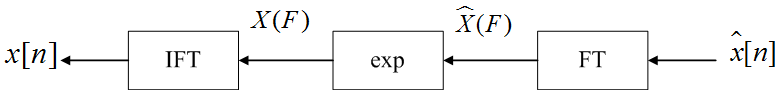 x[n] IFT X(F) exp X̂(F) FT x̂[n]